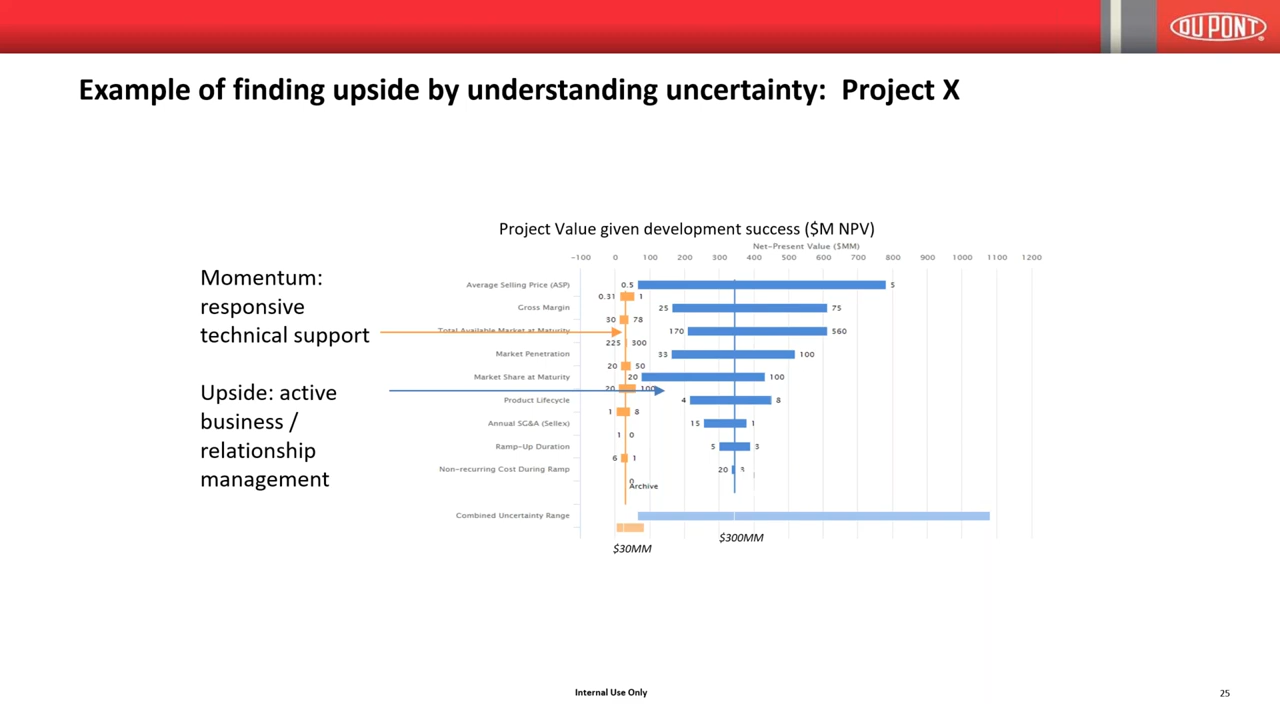 DUPONT
Example of finding upside by understanding uncertainty: Project X
Project Value given development success ($M NPV)
Net-Present Value ($MM)
-100 0 100 200 300 400 500 600 700 800 900 1000 1100 1200
Momentum:
responsive
technical support
Upside: active
business /
relationship
management
Average Selling Price (ASP) 0.5 5
0.31 1
Gross Margin 25 75
30 78
Total Available Market at Maturity 170 560
225 300
Market Penetration 33 100
20 50
Market Share at Maturity 20 100
20 100
Product Lifecycle 4 8
1 8
Annual SG&A (Sellex) 15 1
1 0
Ramp-Up Duration 5 3
6 1
Non-recurring Cost During Ramp 20
0
Archive
Combined Uncertainty Range
$300MM
$30MM
Internal Use Only
25